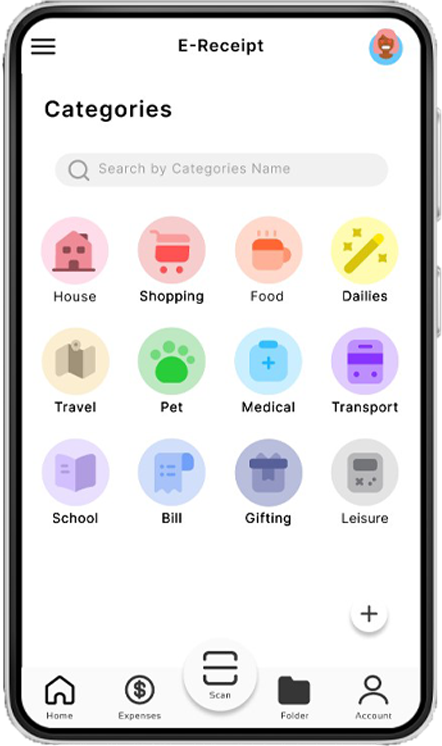 E-Receipt
Categories
Search by Categories Name
House Shopping Food Dailies
Travel Pet Medical Transport
School Bill Gifting Leisure
Scan
Home Expenses Folder Account